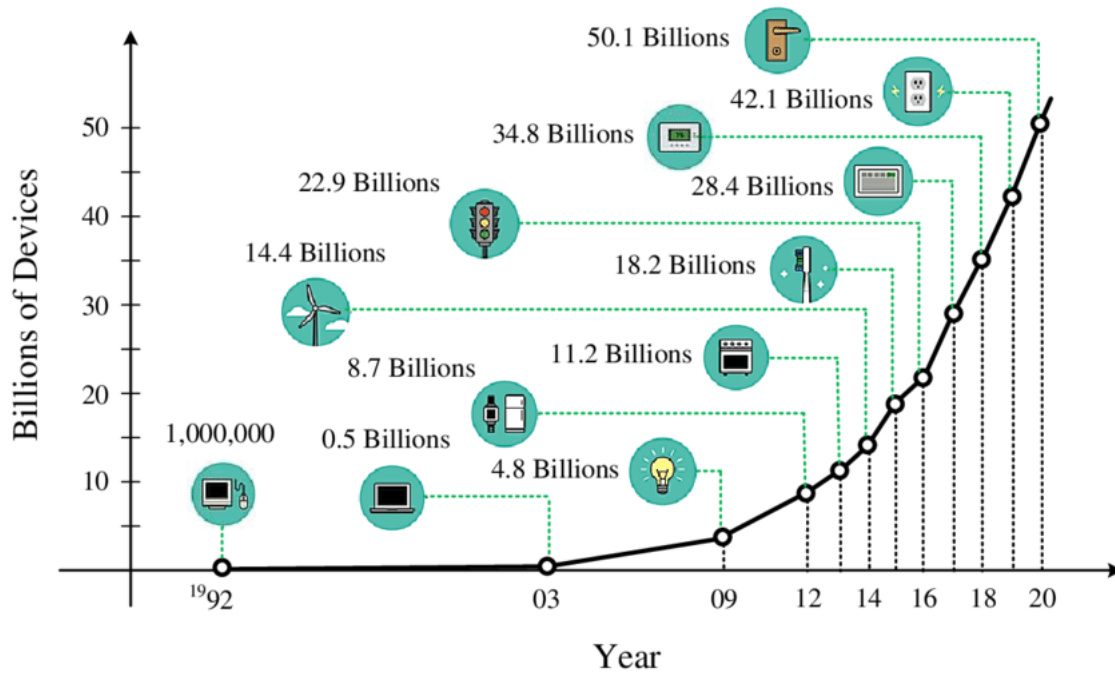 50.1 Billions
42.1 Billions
34.8 Billions
28.4 Billions
22.9 Billions
18.2 Billions
14.4 Billions
11.2 Billions
8.7 Billions
4.8 Billions
0.5 Billions
1,000,000
Billions of Devices
50
40
30
20
10
1992 03 09 12 14 16 18 20
Year